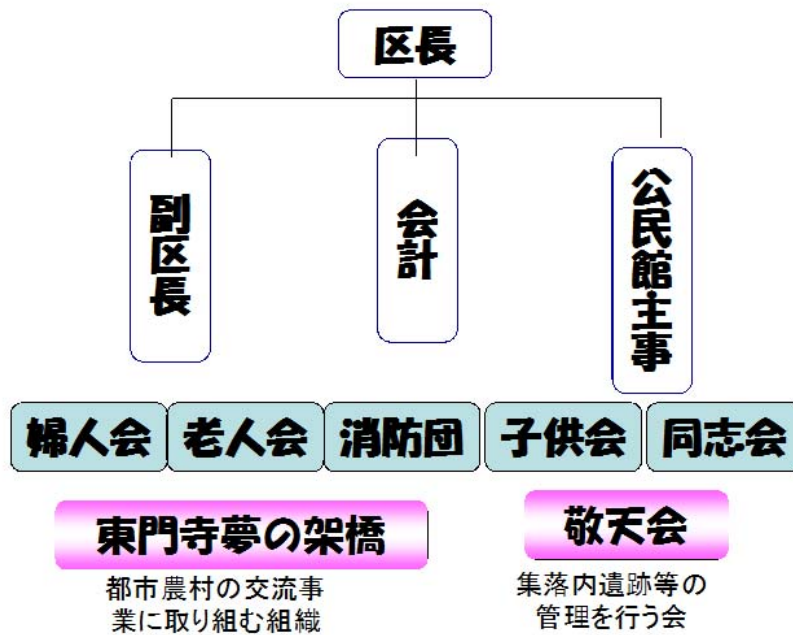 区長
副区長
会計
公民館主事
婦人会
老人会
消防団
子供会
同志会
東門寺夢の架橋
敬天会
都市農村の交流事
業に取り組む組織
集落内遺跡等の
管理を行う会